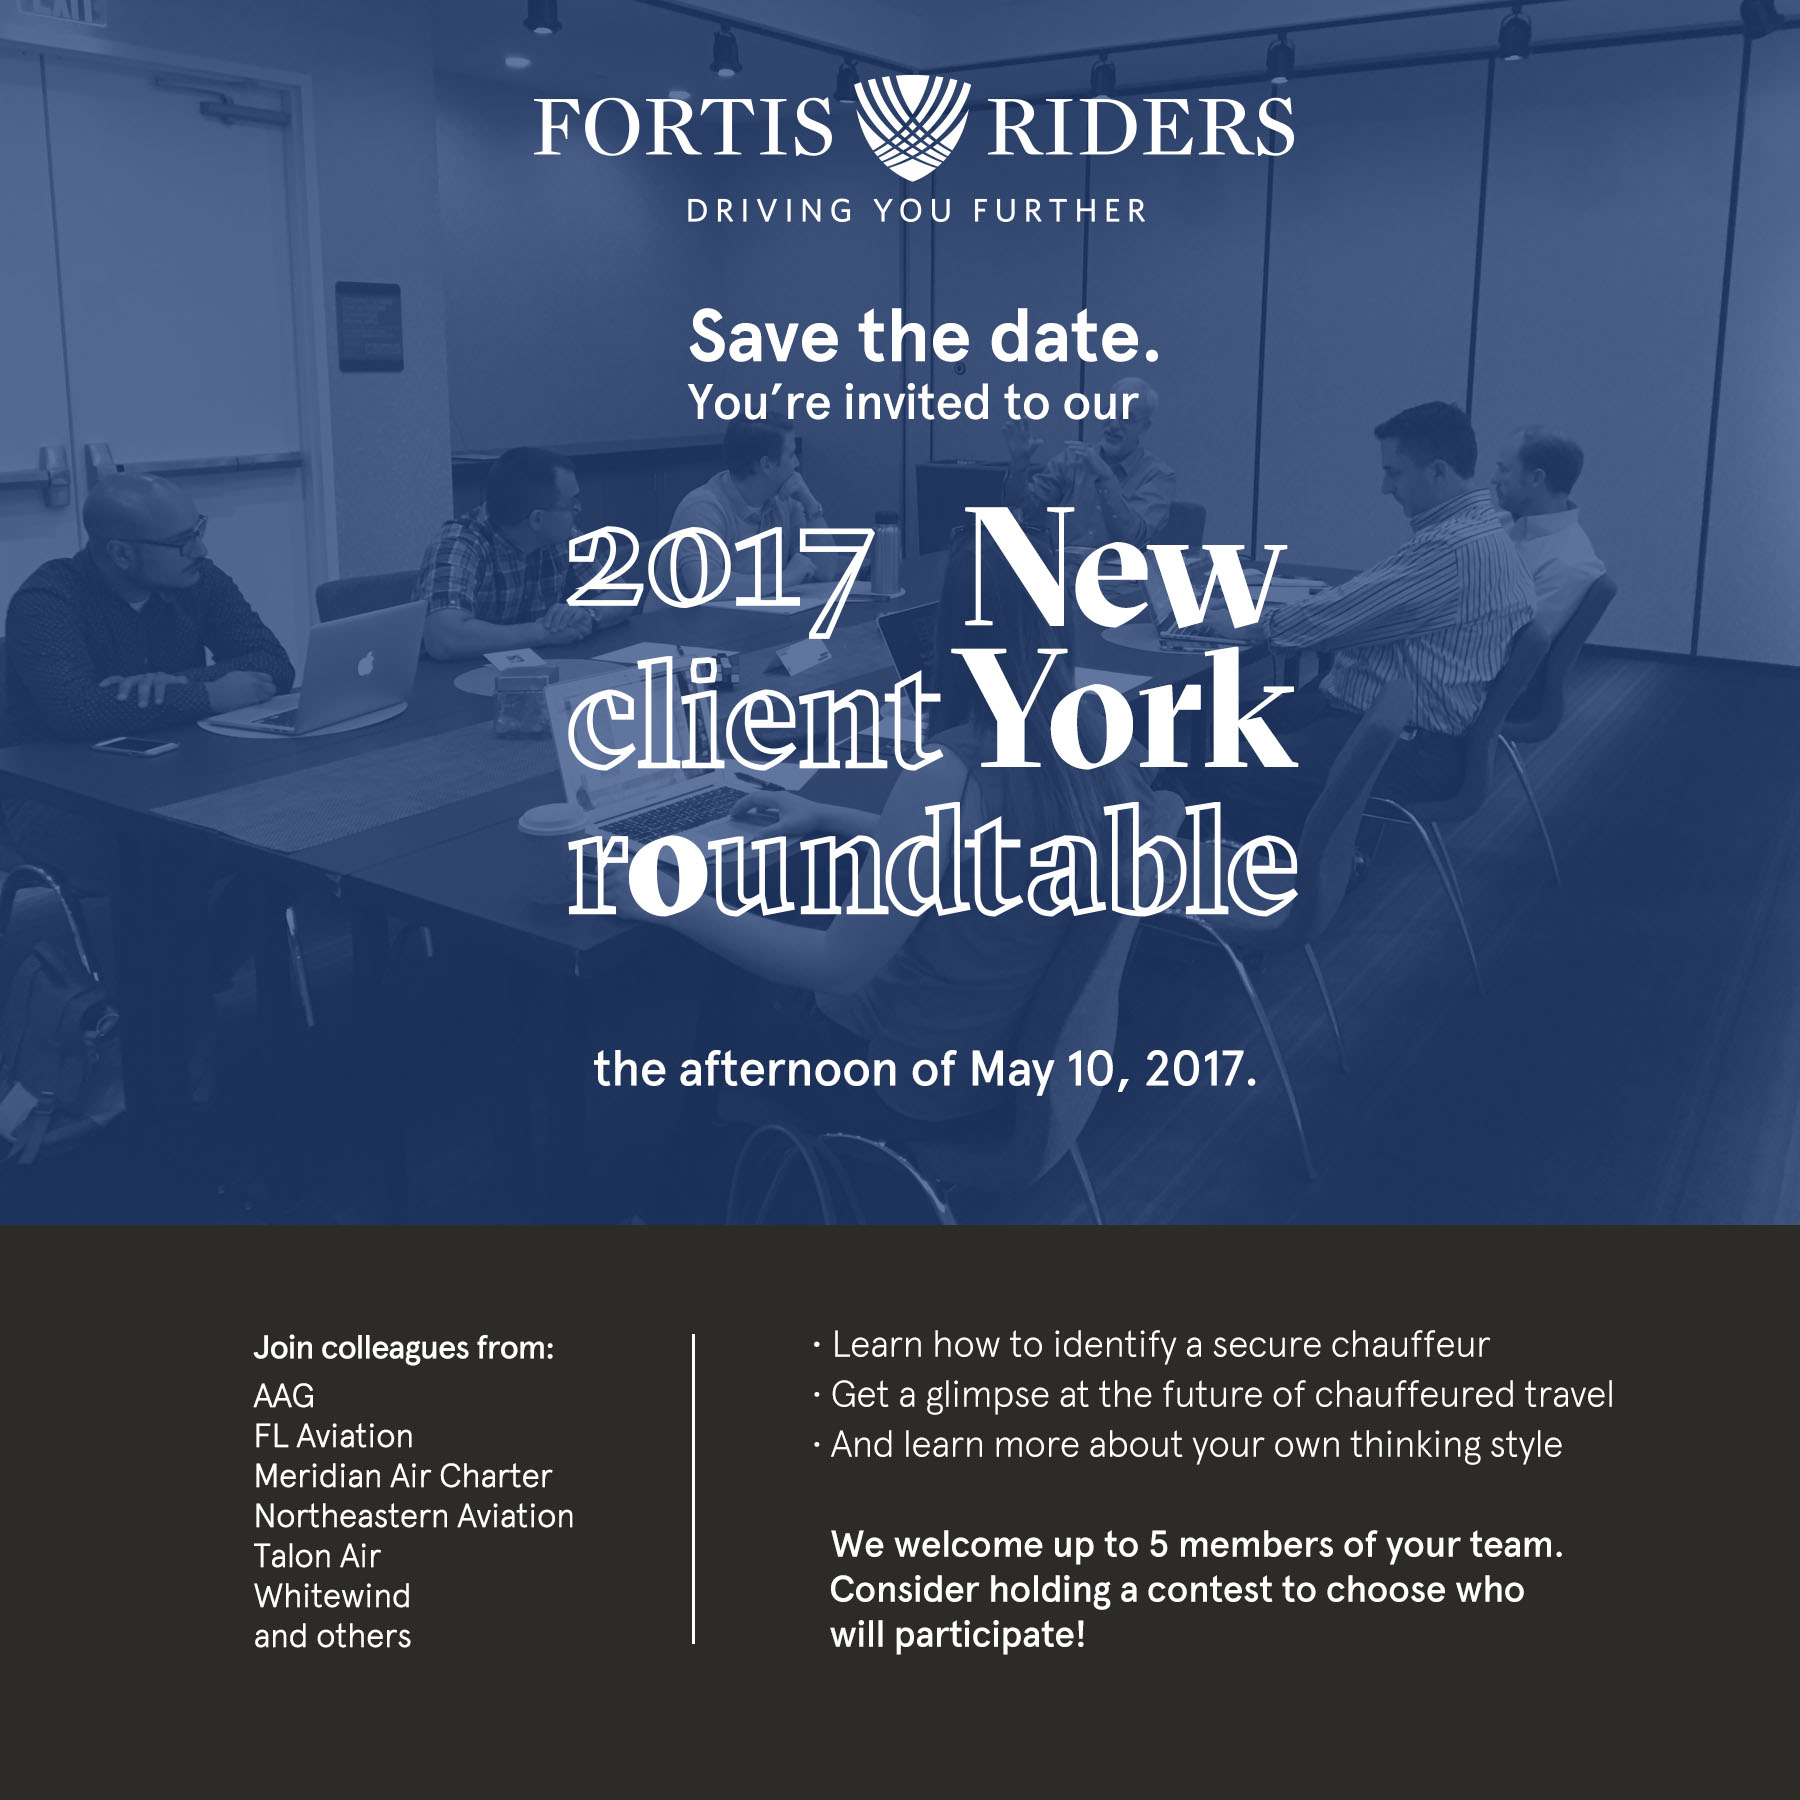 EXIT
FORTIS RIDERS
DRIVING YOU FURTHER
Save the date.
You’re invited to our
2017 New
client York
roundtable
the afternoon of May 10, 2017.
Join colleagues from:
AAG
FL Aviation
Meridian Air Charter
Northeastern Aviation
Talon Air
Whitewind
and others
· Learn how to identify a secure chauffeur
· Get a glimpse at the future of chauffeured travel
· And learn more about your own thinking style
We welcome up to 5 members of your team.
Consider holding a contest to choose who
will participate!